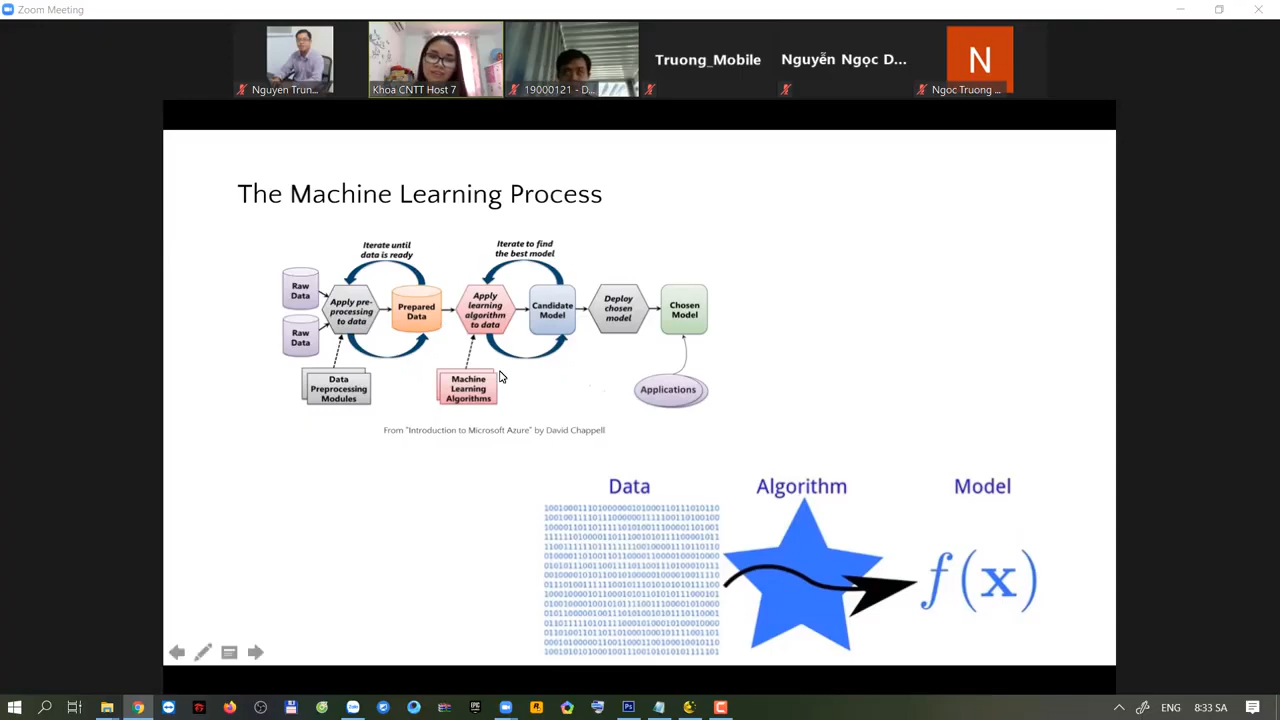 Zoom Meeting
Nguyen Trun...
Khoa CNTT Host 7
19000121 - D...
Truong_Mobile
Nguyễn Ngọc D...
N
Ngoc Truong ...
The Machine Learning Process
Iterate until
data is ready
Iterate to find
the best model
Raw
Data
Raw
Data
Apply pre-
processing
to data
Prepared
Data
Apply
learning
algorithm
to data
Candidate
Model
Deploy
chosen
model
Chosen
Model
Data
Preprocessing
Modules
Machine
Learning
Algorithms
Applications
From "Introduction to Microsoft Azure" by David Chappell
Data
Algorithm
Model
f(x)
ENG
8:33 SA